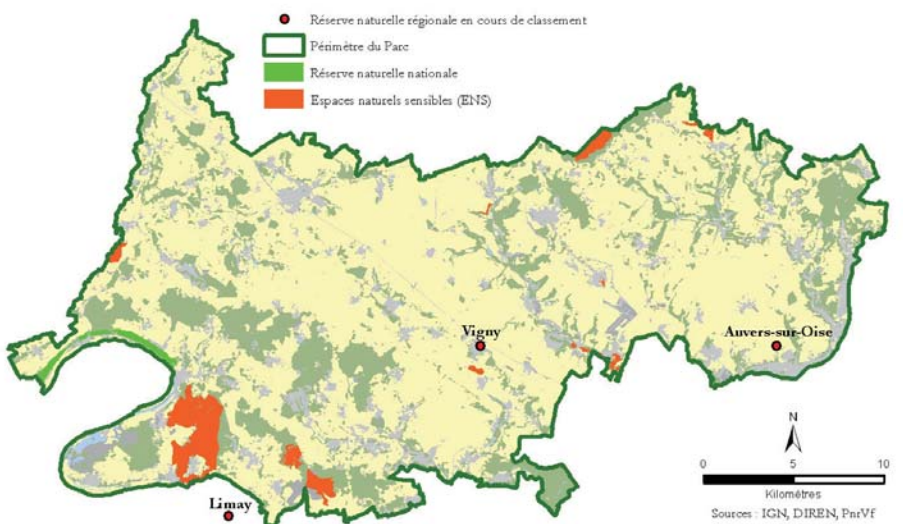 Réserve naturelle régionale en cours de classement
Périmètre du Parc
Réserve naturelle nationale
Espaces naturels sensibles (ENS)
Vigny
Auvers-sur-Oise
Limay
N
0 5 10
Kilomètres
Sources : IGN, DIREN, PnrVf